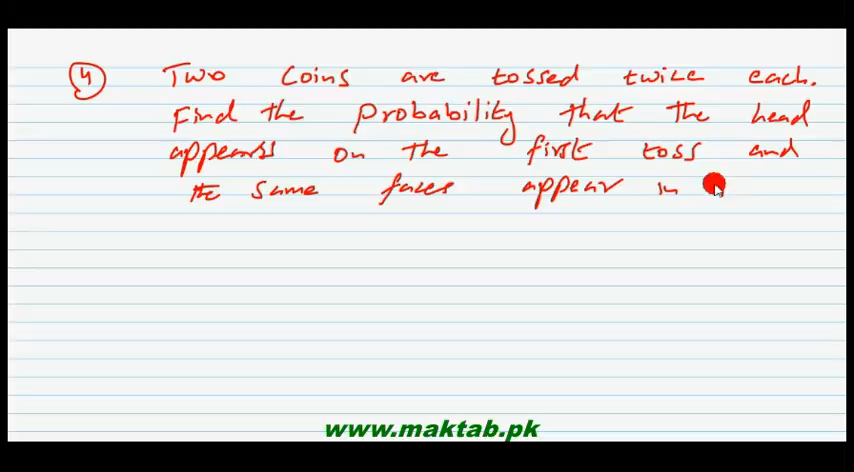 4 Two Coins are tossed twice each.
Find the Probability that the head
appears on the first toss and
the same faces appear in
www.maktab.pk